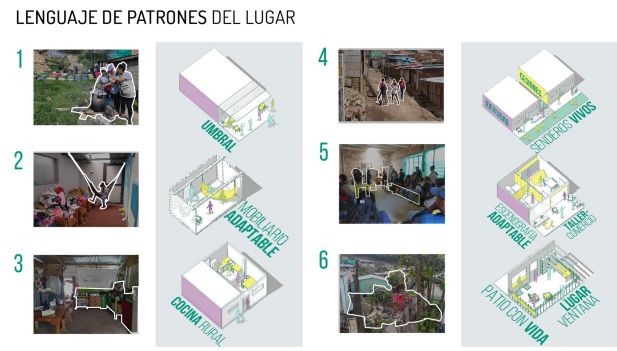 LENGUAJE DE PATRONES DEL LUGAR
1
UMBRAL
2
MOBILIARIO
ADAPTABLE
3
COCINA RURAL
4
SENDEROS VIVOS
5
ESCENOGRAFÍA
ADAPTABLE
TALLER-
COMERCIO
6
PATIO CON VIDA
LUGAR
VENTANA